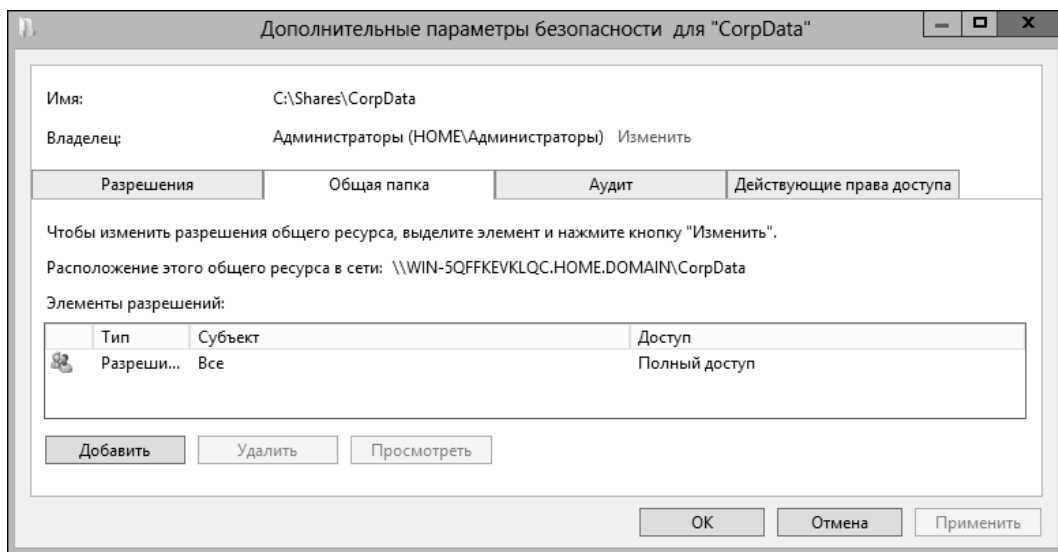 Дополнительные параметры безопасности для "CorpData"
Имя: C:\Shares\CorpData
Владелец: Администраторы (HOME\Администраторы) Изменить
Разрешения Общая папка Аудит Действующие права доступа
Чтобы изменить разрешения общего ресурса, выделите элемент и нажмите кнопку "Изменить".
Расположение этого общего ресурса в сети: \\WIN-5QFFKEVKLQC.HOME.DOMAIN\CorpData
Элементы разрешений:
Тип Субъект Доступ
Разреши... Все Полный доступ
Добавить Удалить Просмотреть
ОК Отмена Применить